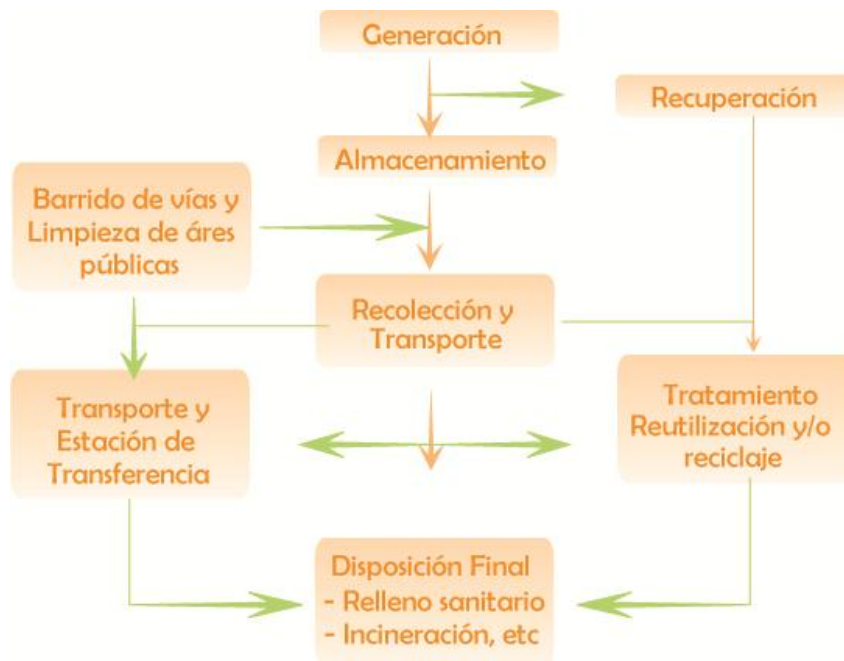 Generación
Recuperación
Almacenamiento
Barrido de vías y
Limpieza de áres
públicas
Recolección y
Transporte
Transporte y
Estación de
Transferencia
Tratamiento
Reutilización y/o
reciclaje
Disposición Final
- Relleno sanitario
- Incineración, etc